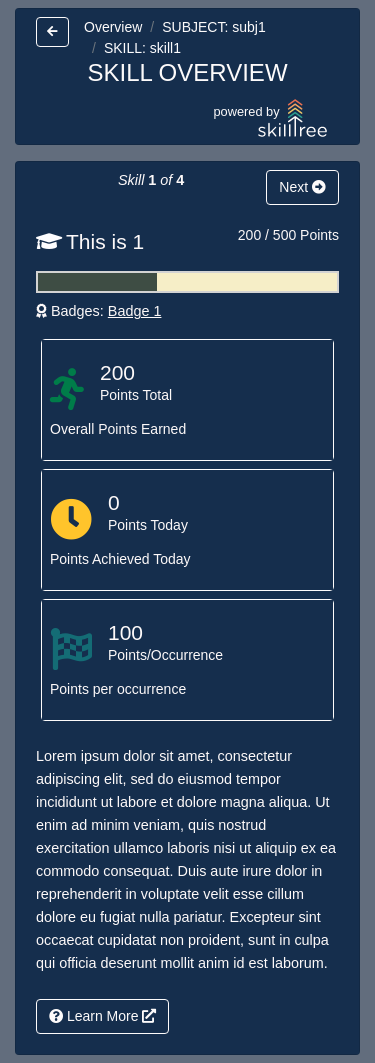 Overview / SUBJECT: subj1
/ SKILL: skill1
SKILL OVERVIEW
powered by
skilltree
Skill 1 of 4
Next
This is 1
200 / 500 Points
Badges: Badge 1
200
Points Total
Overall Points Earned
0
Points Today
Points Achieved Today
100
Points/Occurrence
Points per occurrence
Lorem ipsum dolor sit amet, consectetur
adipiscing elit, sed do eiusmod tempor
incididunt ut labore et dolore magna aliqua. Ut
enim ad minim veniam, quis nostrud
exercitation ullamco laboris nisi ut aliquip ex ea
commodo consequat. Duis aute irure dolor in
reprehenderit in voluptate velit esse cillum
dolore eu fugiat nulla pariatur. Excepteur sint
occaecat cupidatat non proident, sunt in culpa
qui officia deserunt mollit anim id est laborum.
Learn More